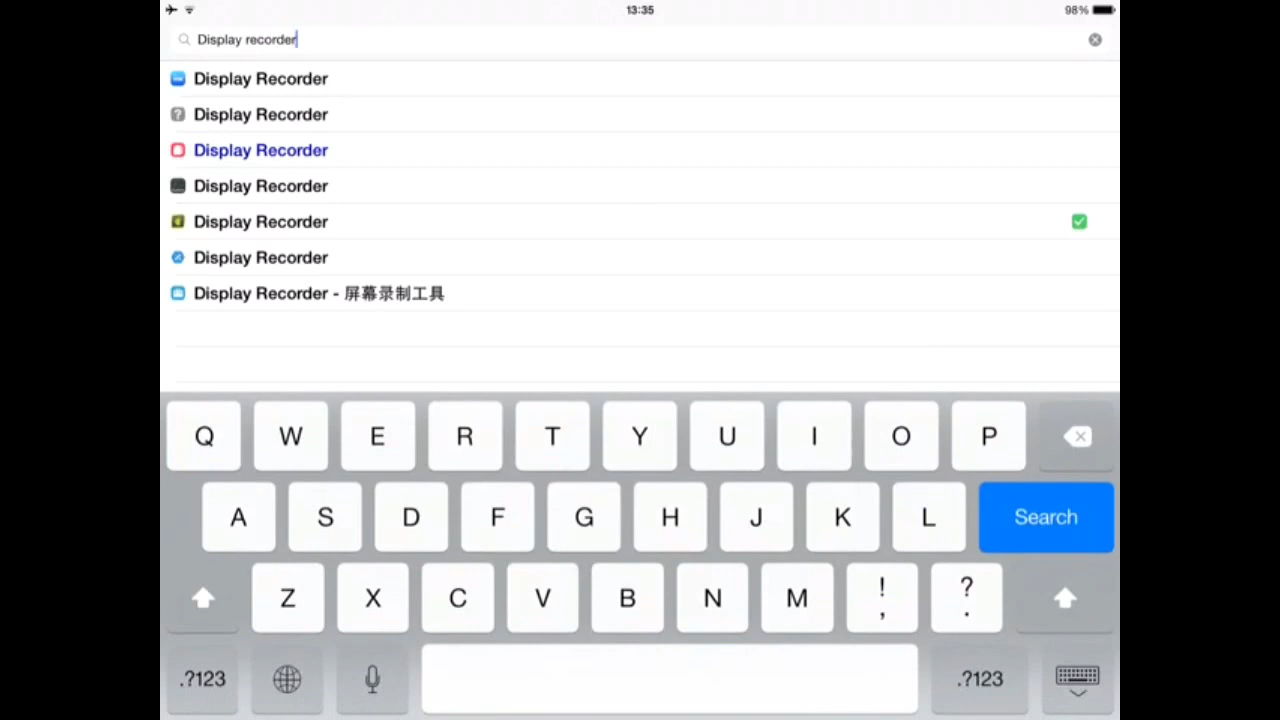 13:35
98%
Display recorder
Display Recorder
Display Recorder
Display Recorder
Display Recorder
Display Recorder
Display Recorder
Display Recorder - 屏幕录制工具
Q W E R T Y U I O P
A S D F G H J K L Search
Z X C V B N M ! , ? .
.?123 .?123